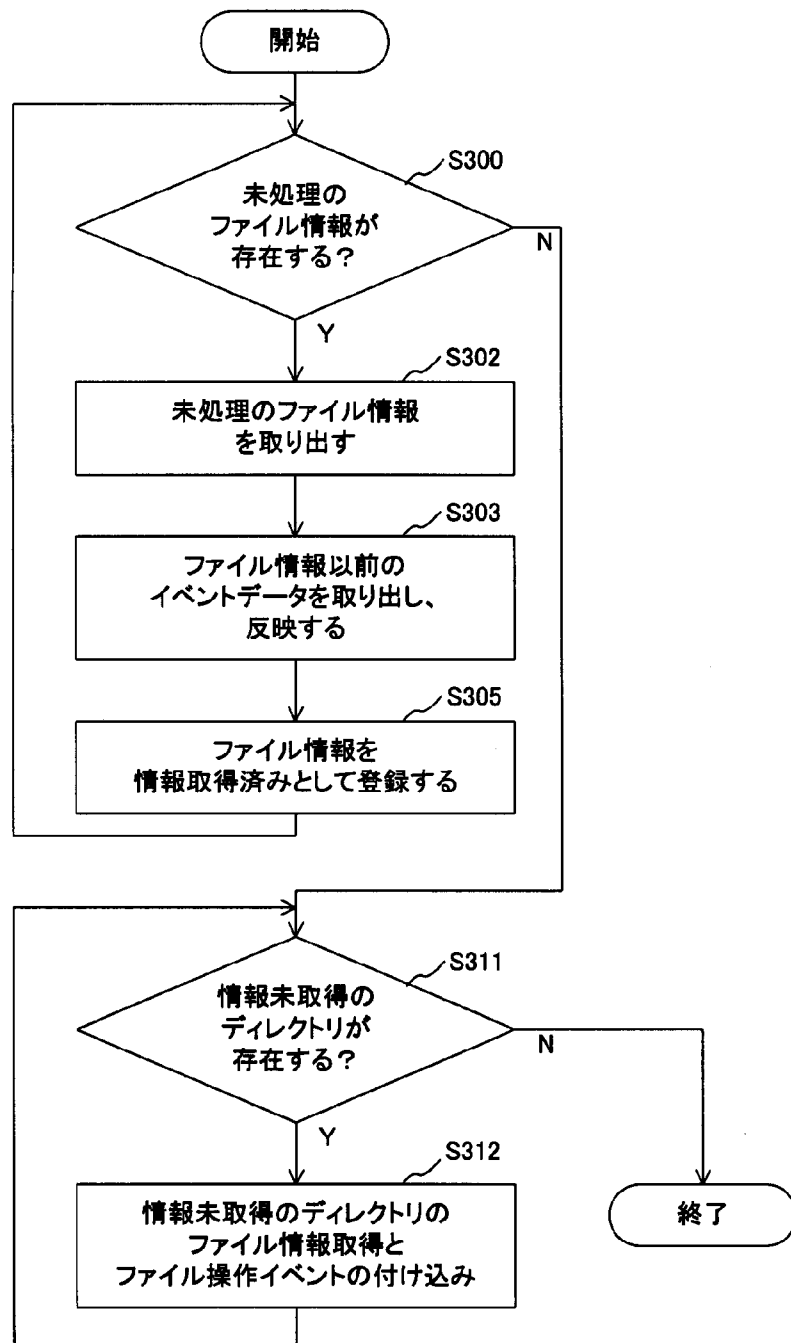 開始
S300
未処理の
ファイル情報が
存在する?
N
Y
S302
未処理のファイル情報
を取り出す
S303
ファイル情報以前の
イベントデータを取り出し、
反映する
S305
ファイル情報を
情報取得済みとして登録する
S311
情報未取得の
ディレクトリが
存在する?
N
Y
S312
情報未取得のディレクトリの
ファイル情報取得と
ファイル操作イベントの付け込み
終了